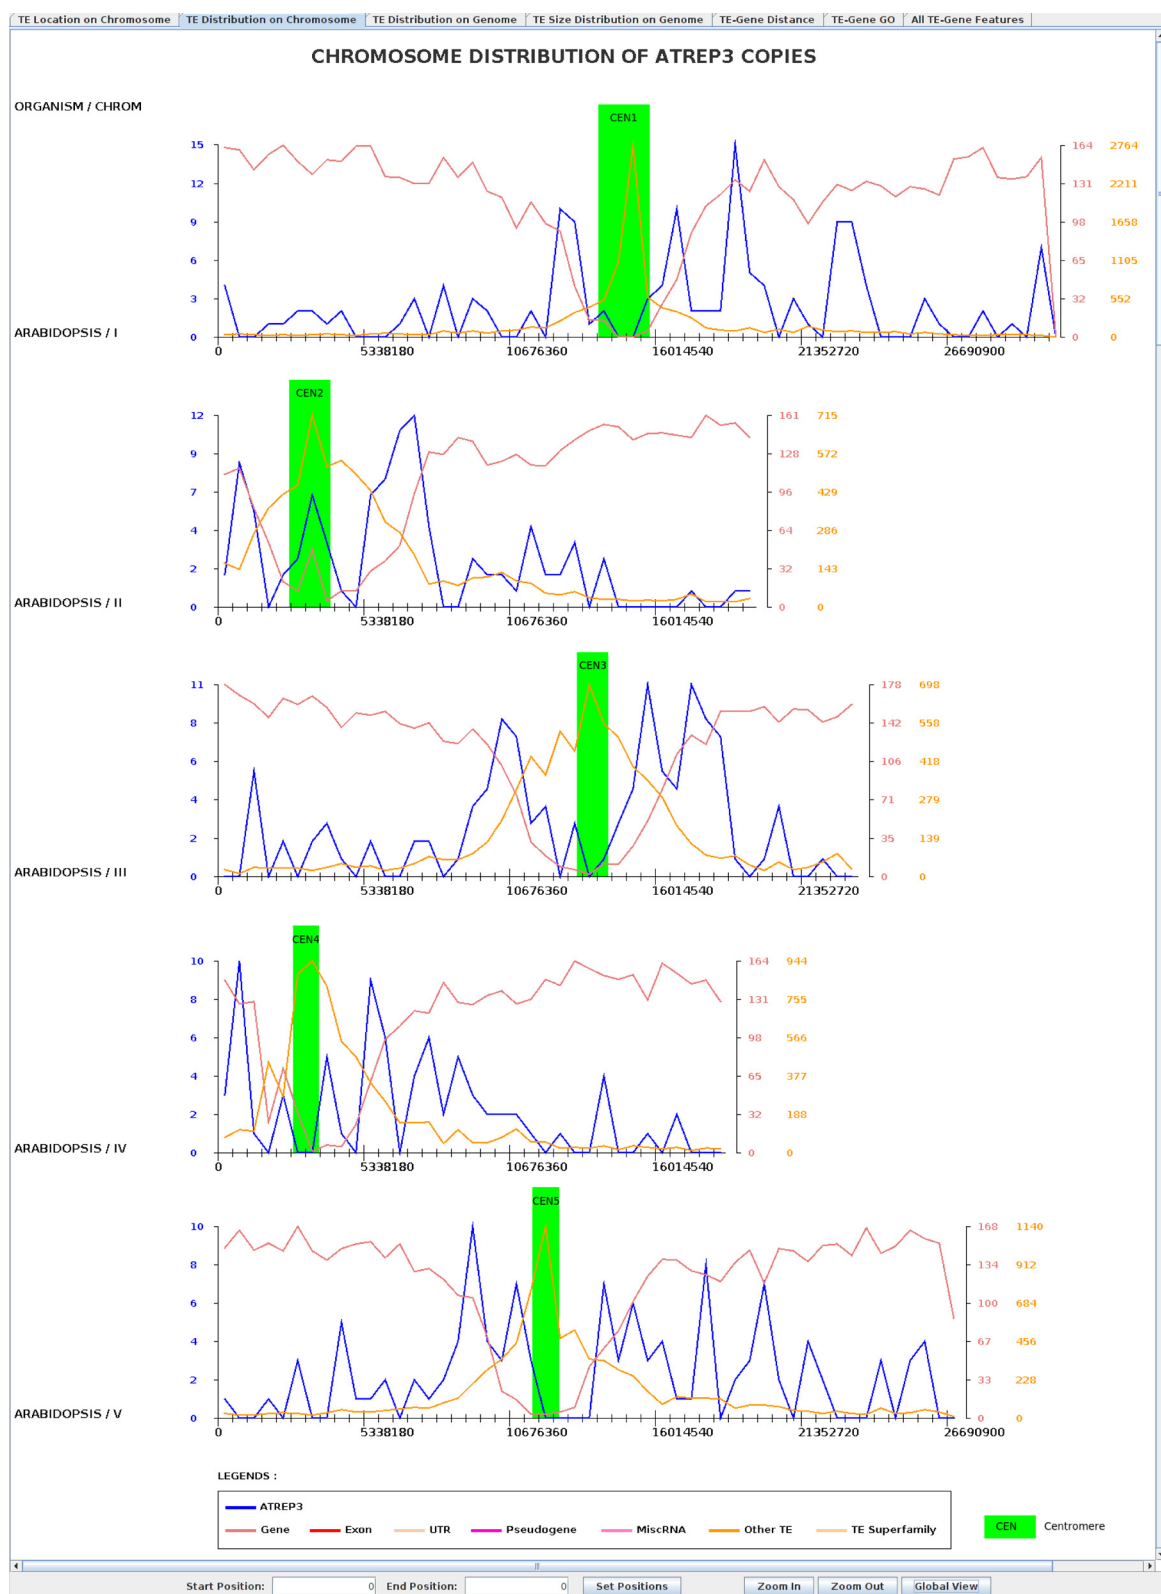 TE Location on Chromosome TE Distribution on Chromosome TE Distribution on Genome TE Size Distribution on Genome TE-Gene Distance TE-Gene GO All TE-Gene Features
CHROMOSOME DISTRIBUTION OF ATREP3 COPIES
ORGANISM / CHROM
CEN1
15 164 2764
12 131 2211
9 98 1658
6 65 1105
3 32 552
0 0 0
ARABIDOPSIS / I
0 5338180 10676360 16014540 21352720 26690900
CEN2
12 161 715
9 128 572
7 96 429
4 64 286
2 32 143
0 0 0
ARABIDOPSIS / II
0 5338180 10676360 16014540
CEN3
11 178 698
8 142 558
6 106 418
4 71 279
2 35 139
0 0 0
ARABIDOPSIS / III
0 5338180 10676360 16014540 21352720
CEN4
10 164 944
8 131 755
6 98 566
4 65 377
2 32 188
0 0 0
ARABIDOPSIS / IV
0 5338180 10676360 16014540
CEN5
10 168 1140
8 134 912
6 100 684
4 67 456
2 33 228
0 0 0
ARABIDOPSIS / V
0 5338180 10676360 16014540 21352720 26690900
LEGENDS :
ATREP3
Gene Exon UTR Pseudogene MiscRNA Other TE TE Superfamily
CEN Centromere
Start Position: 0 End Position: 0 Set Positions Zoom In Zoom Out Global View